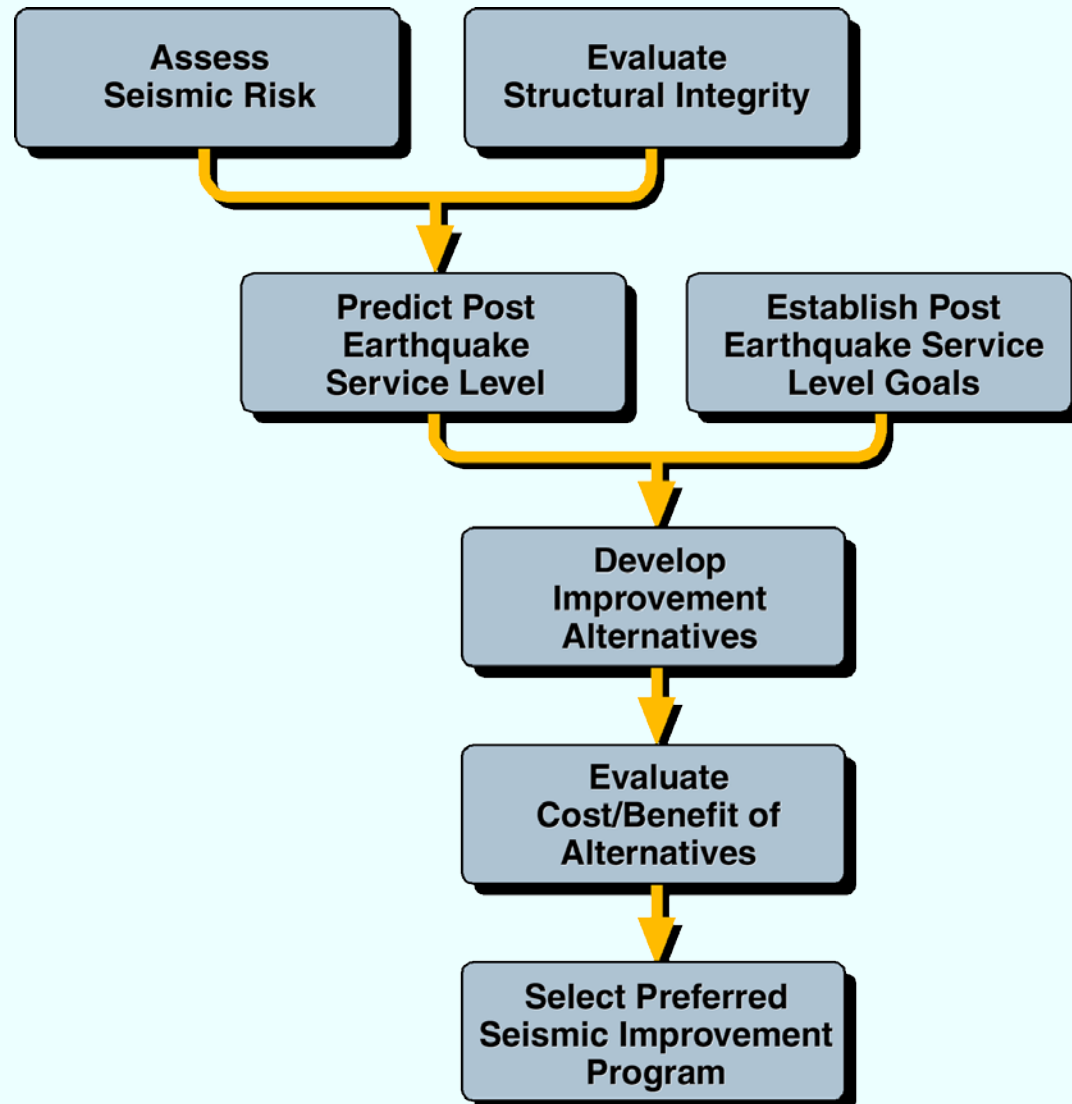 Assess
Seismic Risk
Evaluate
Structural Integrity
Predict Post
Earthquake
Service Level
Establish Post
Earthquake Service
Level Goals
Develop
Improvement
Alternatives
Evaluate
Cost/Benefit of
Alternatives
Select Preferred
Seismic Improvement
Program